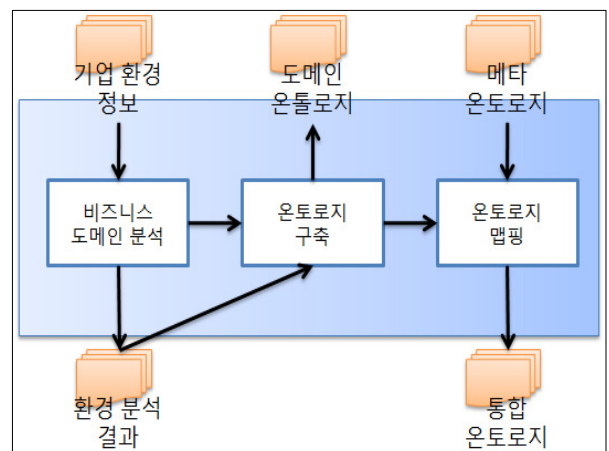 기업 환경
정보
도메인
온톨로지
메타
온토로지
비즈니스
도메인 분석
온토로지
구축
온토로지
맵핑
환경 분석
결과
통합
온토로지